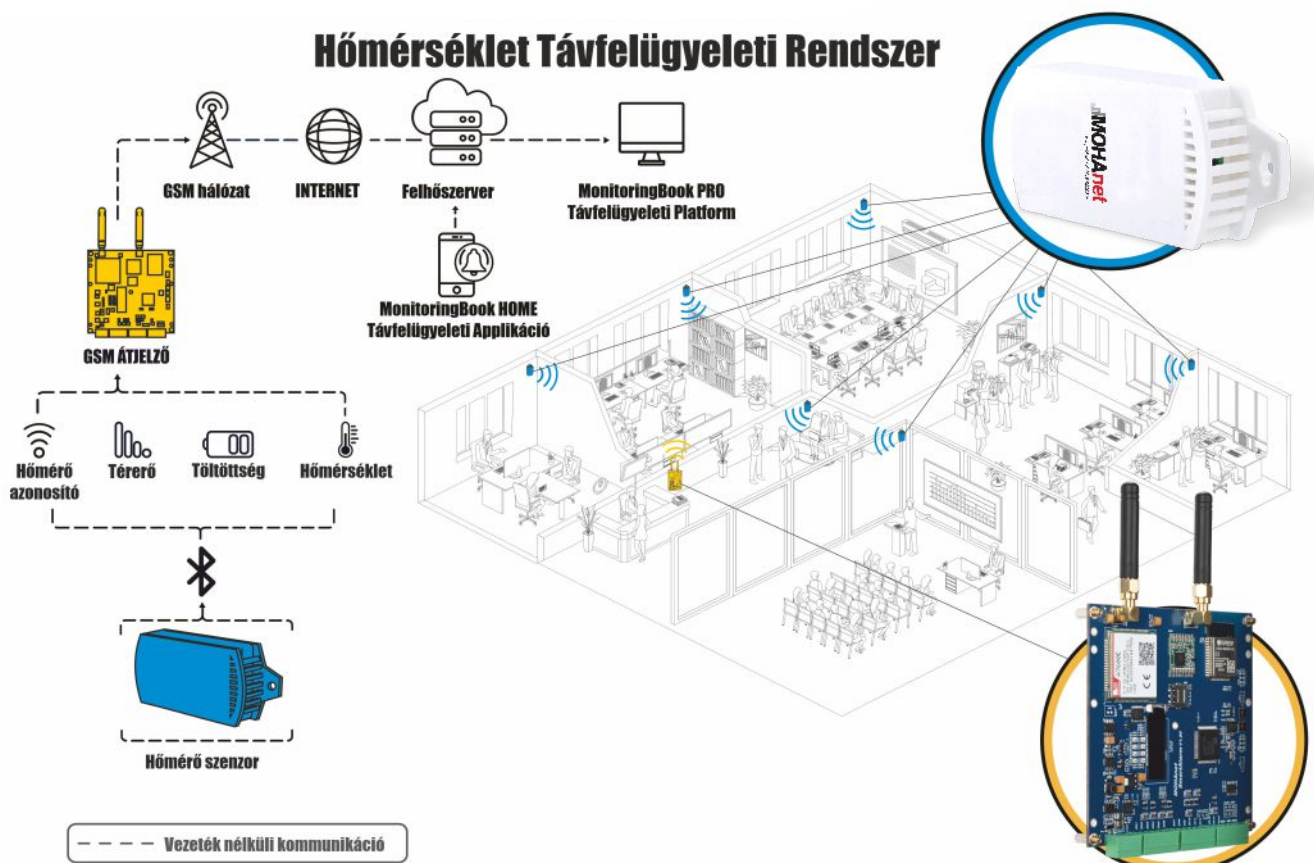 Hőmérséklet Távfelügyeleti Rendszer
MOHAnet
GSM hálózat
INTERNET
Felhőszerver
MonitoringBook PRO
Távfelügyeleti Platform
MonitoringBook HOME
Távfelügyeleti Applikáció
GSM ÁTJELZŐ
Hőmérő
azonosító
Térerő
Töltöttség
Hőmérséklet
Hőmérő szenzor
Vezeték nélküli kommunikáció